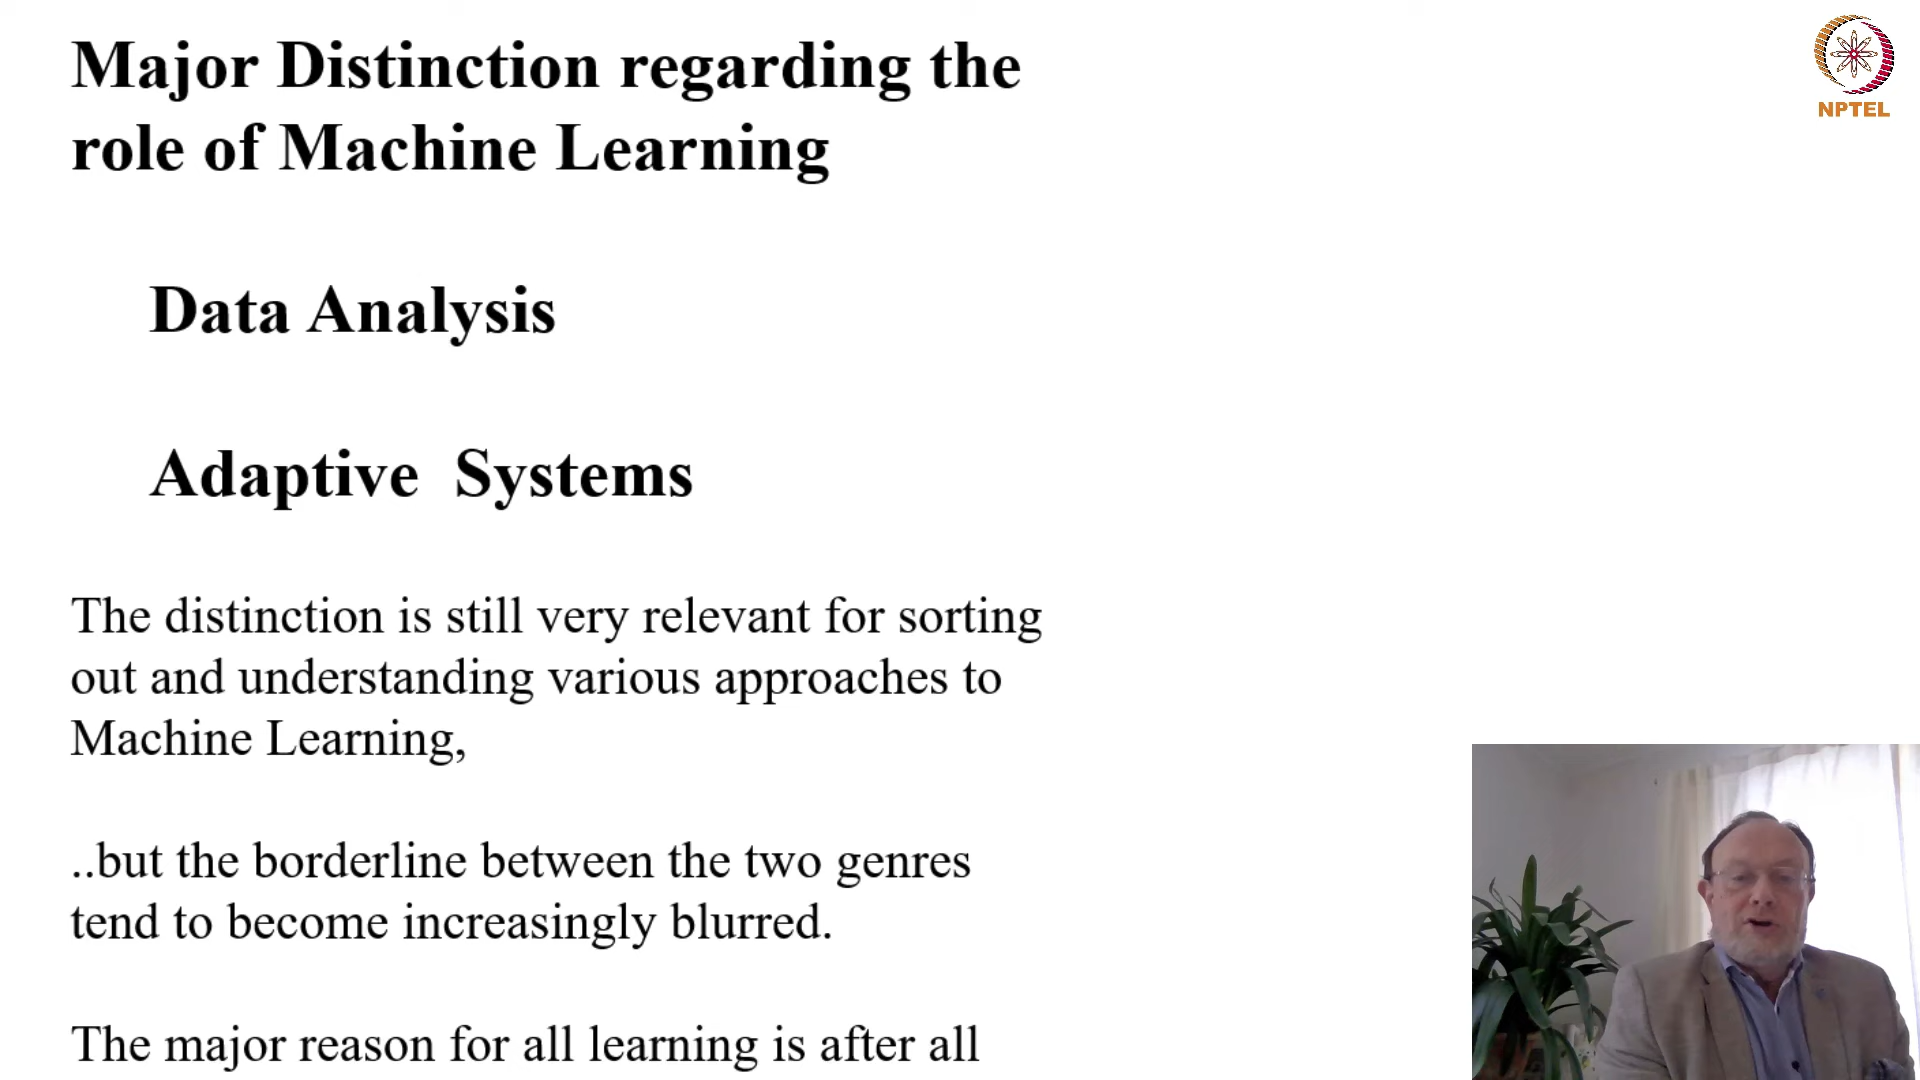 Major Distinction regarding the
role of Machine Learning
Data Analysis
Adaptive Systems
The distinction is still very relevant for sorting
out and understanding various approaches to
Machine Learning,
..but the borderline between the two genres
tend to become increasingly blurred.
The major reason for all learning is after all
NPTEL